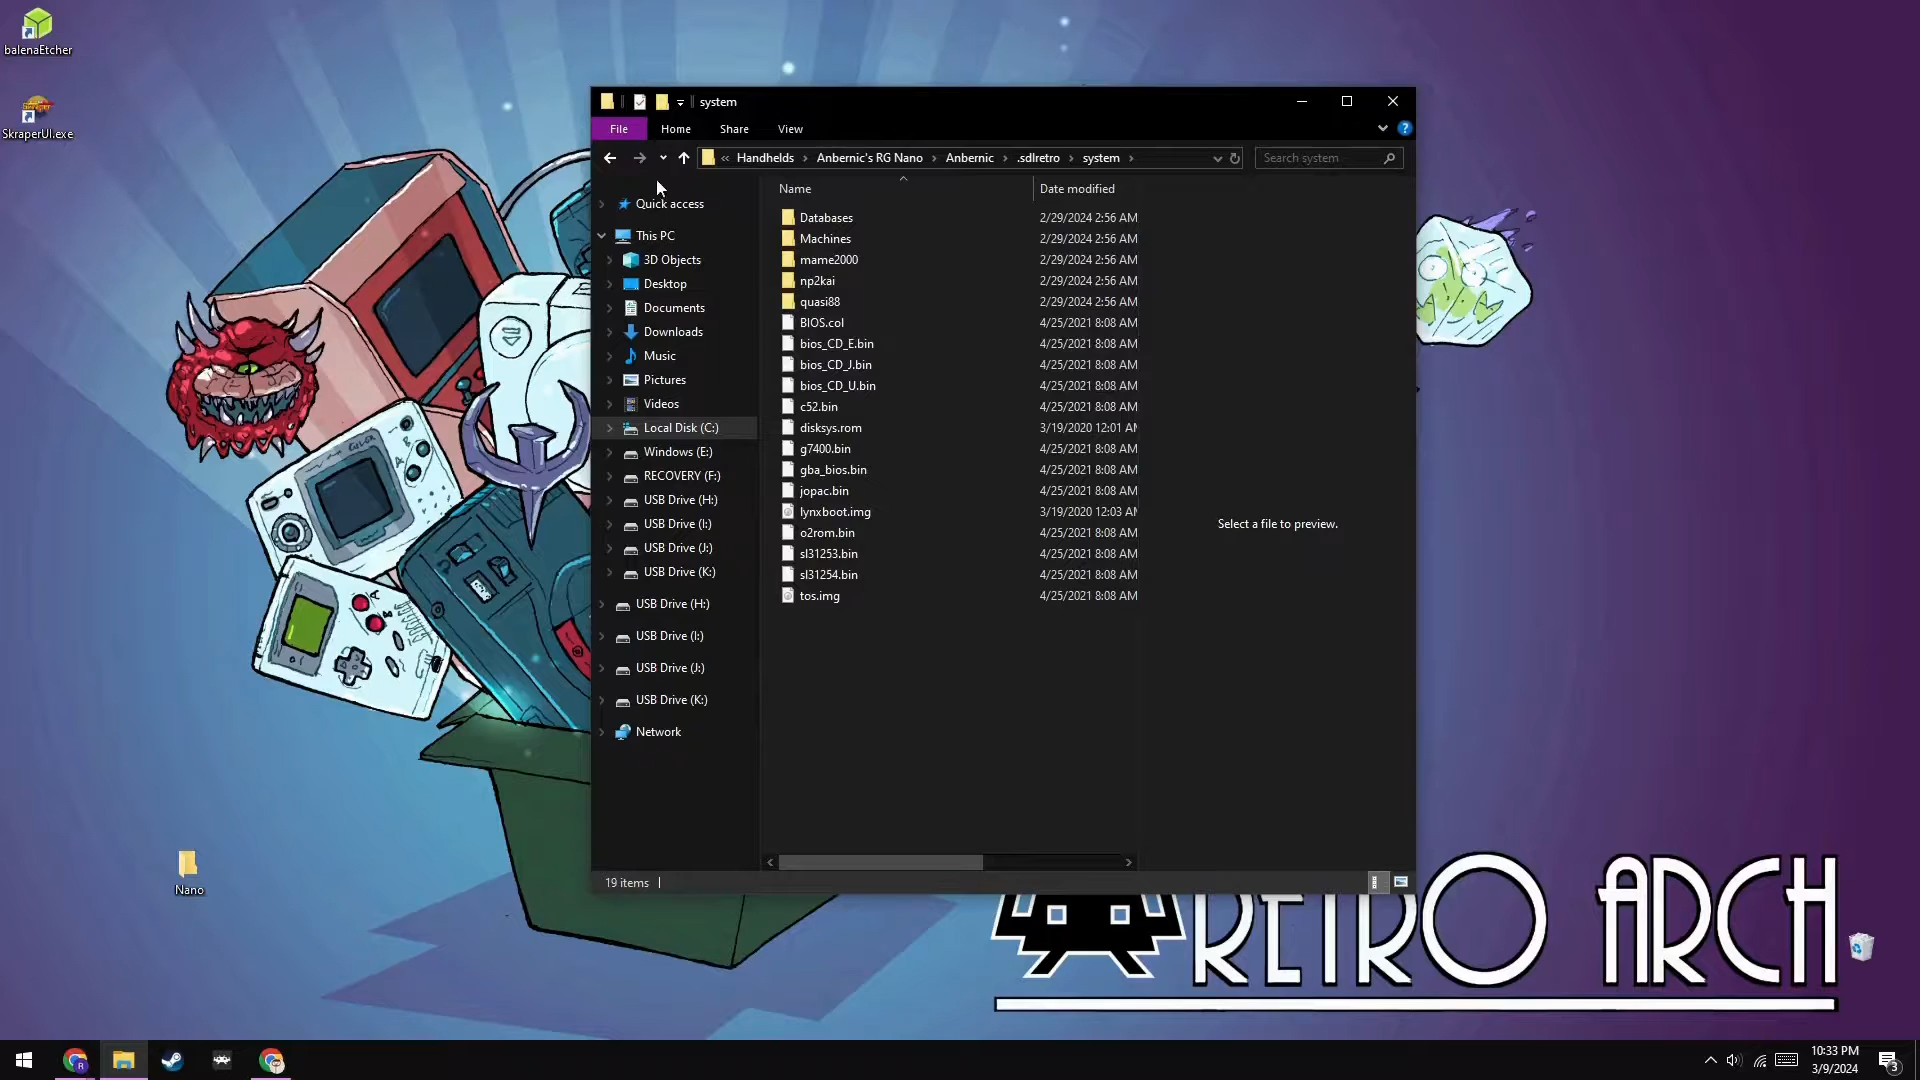 balenaEtcher
SkraperUI.exe
Nano
system
File
Home
Share
View
?
« Handhelds › Anbernic's RG Nano › Anbernic › .sdlretro › system ›
Search system
Quick access
This PC
3D Objects
Desktop
Documents
Downloads
Music
Pictures
Videos
Local Disk (C:)
Windows (E:)
RECOVERY (F:)
USB Drive (H:)
USB Drive (I:)
USB Drive (J:)
USB Drive (K:)
USB Drive (H:)
USB Drive (I:)
USB Drive (J:)
USB Drive (K:)
Network
Name Date modified
Databases 2/29/2024 2:56 AM
Machines 2/29/2024 2:56 AM
mame2000 2/29/2024 2:56 AM
np2kai 2/29/2024 2:56 AM
quasi88 2/29/2024 2:56 AM
BIOS.col 4/25/2021 8:08 AM
bios_CD_E.bin 4/25/2021 8:08 AM
bios_CD_J.bin 4/25/2021 8:08 AM
bios_CD_U.bin 4/25/2021 8:08 AM
c52.bin 4/25/2021 8:08 AM
disksys.rom 3/19/2020 12:01 AM
g7400.bin 4/25/2021 8:08 AM
gba_bios.bin 4/25/2021 8:08 AM
jopac.bin 4/25/2021 8:08 AM
lynxboot.img 3/19/2020 12:03 AM
o2rom.bin 4/25/2021 8:08 AM
sl31253.bin 4/25/2021 8:08 AM
sl31254.bin 4/25/2021 8:08 AM
tos.img 4/25/2021 8:08 AM
Select a file to preview.
19 items
RETRO ARCH
10:33 PM
3/9/2024
3